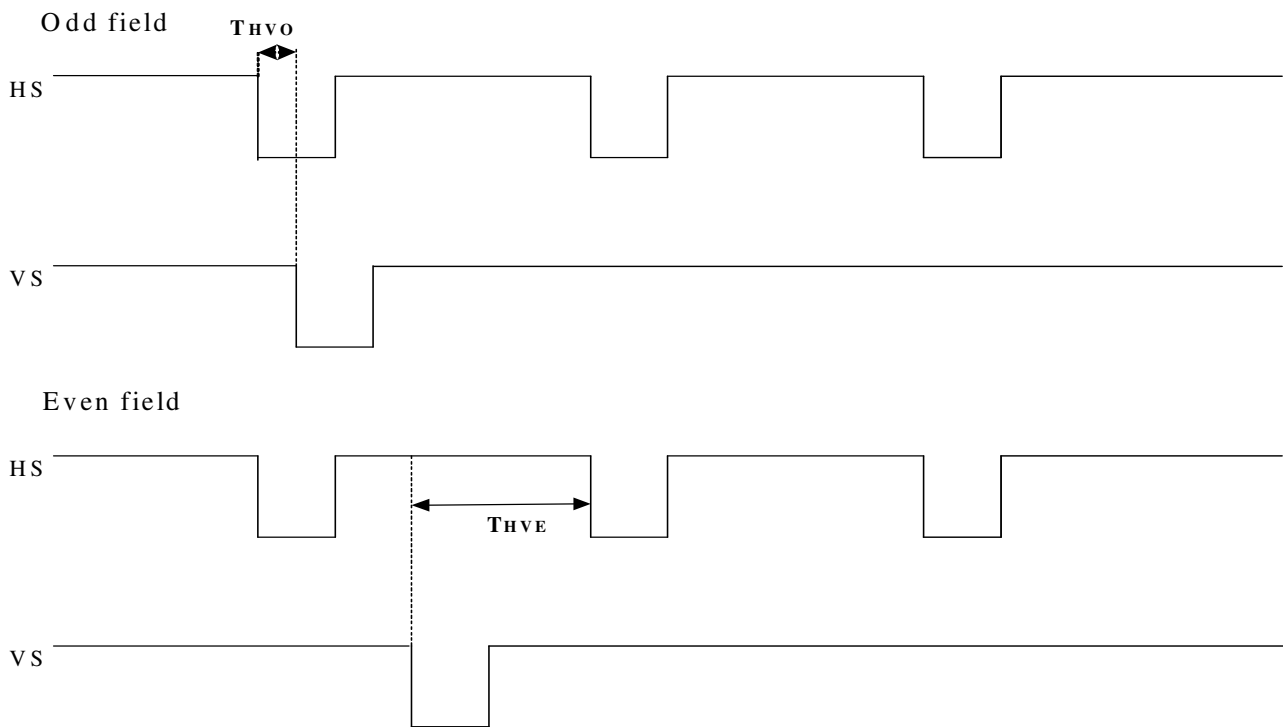 Odd field
THVO
HS
VS
Even field
HS
THVE
VS